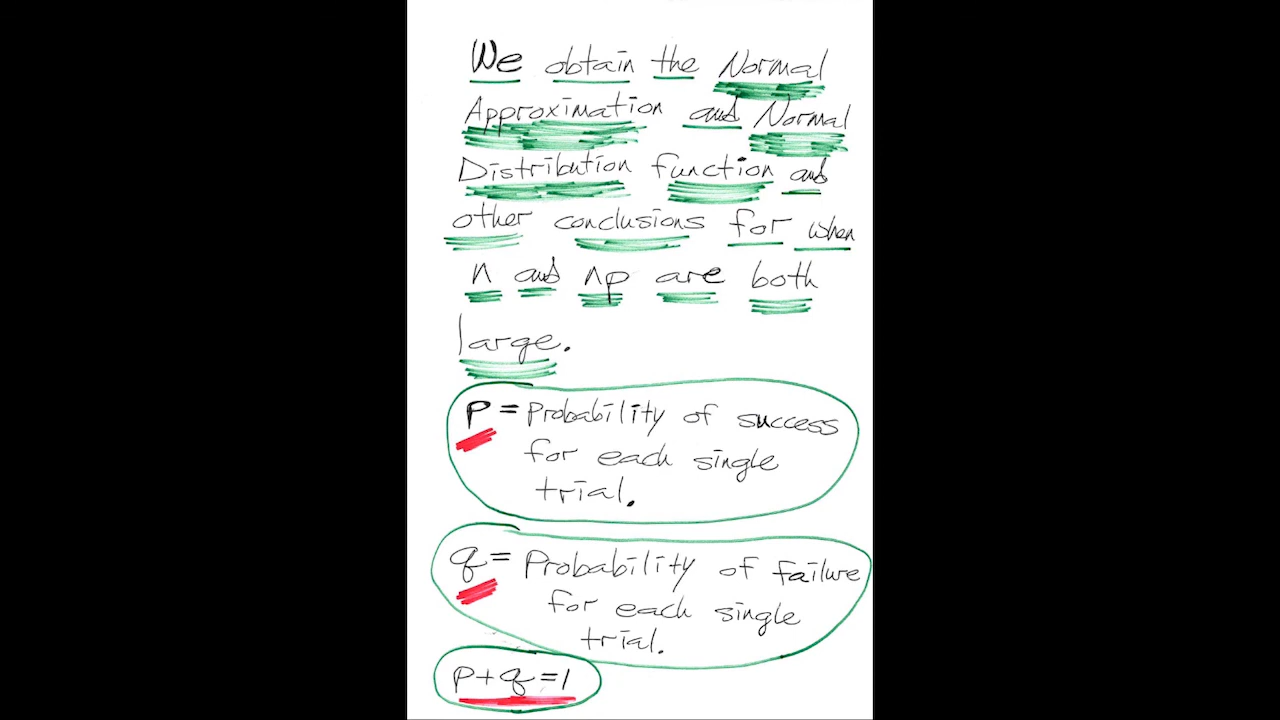 We obtain the Normal
Approximation and Normal
Distribution function and
other conclusions for when
n and np are both
large.
p = Probability of success
for each single
trial.
q = Probability of failure
for each single
trial.
p+q=1